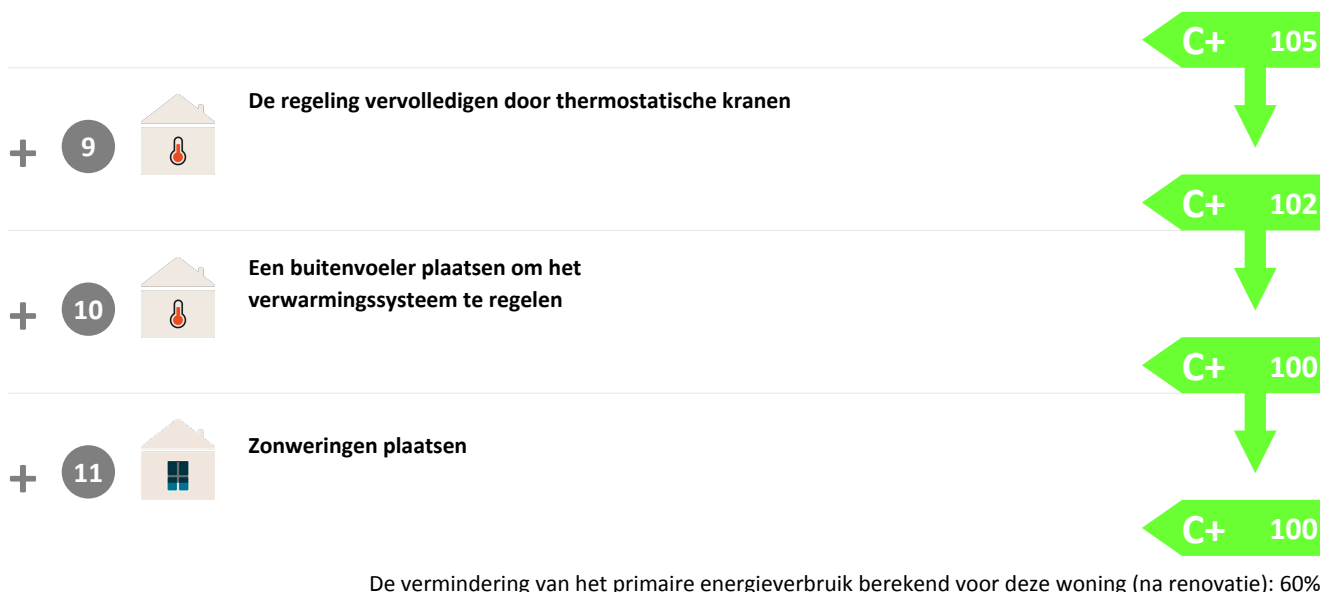 C+ 105
De regeling vervolledigen door thermostatische kranen
+ 9
C+ 102
Een buitenvoeler plaatsen om het
verwarmingssysteem te regelen
+ 10
C+ 100
Zonweringen plaatsen
+ 11
C+ 100
De vermindering van het primaire energieverbruik berekend voor deze woning (na renovatie): 60%